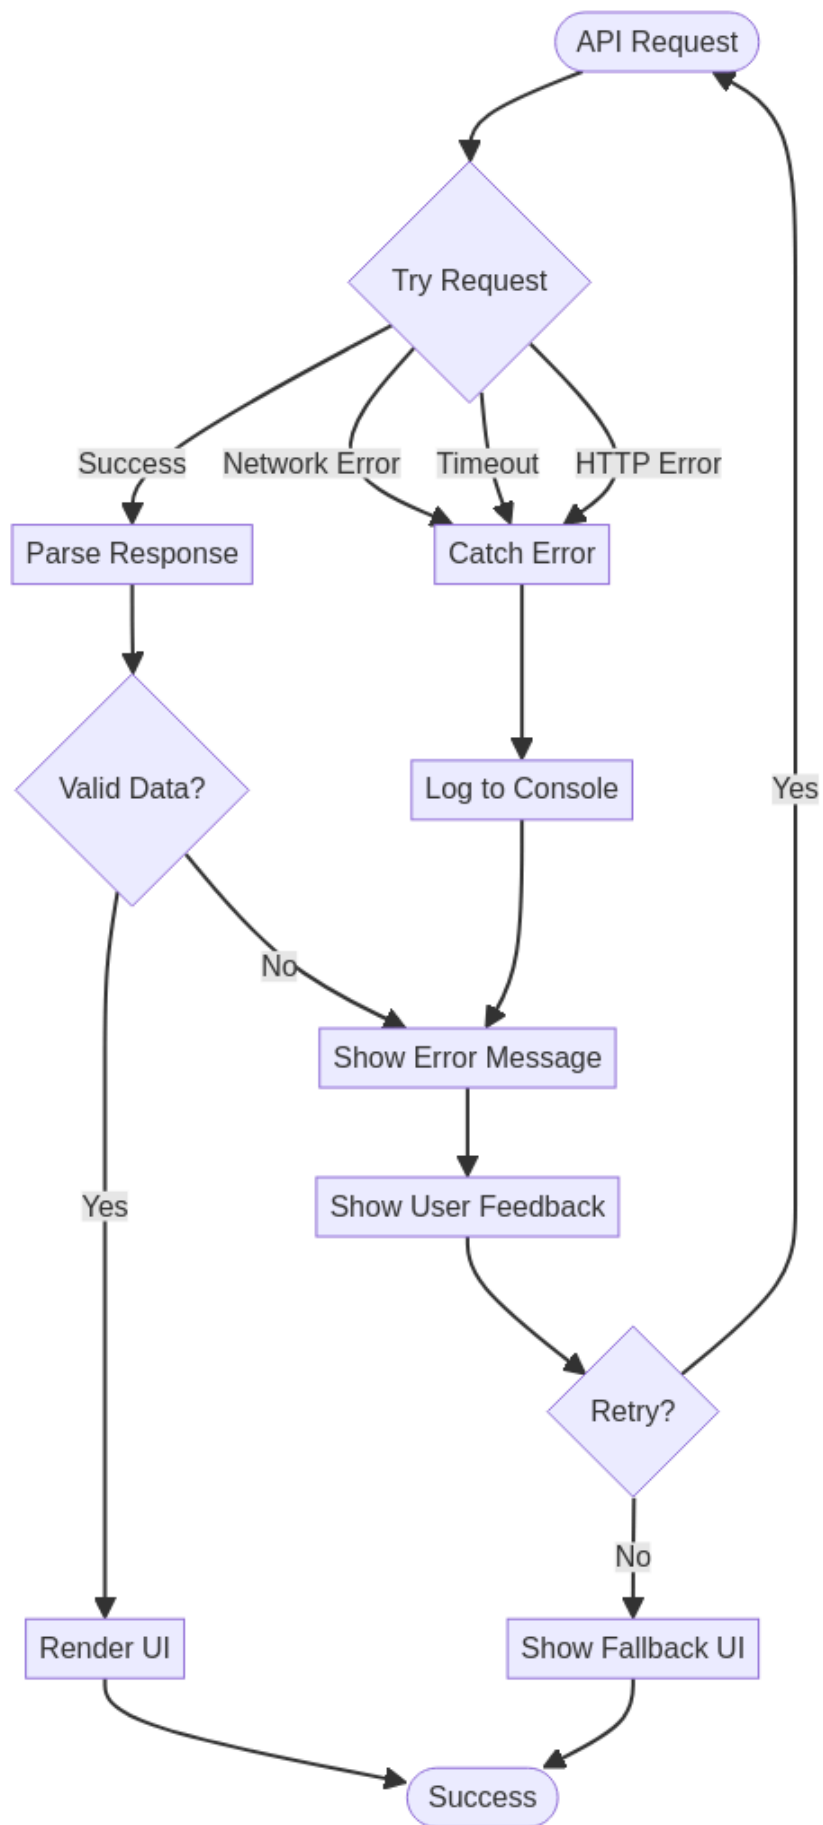 API Request
Try Request
Success
Network Error
Timeout
HTTP Error
Parse Response
Catch Error
Valid Data?
Log to Console
Yes
No
Show Error Message
Yes
Show User Feedback
Retry?
No
Render UI
Show Fallback UI
Success